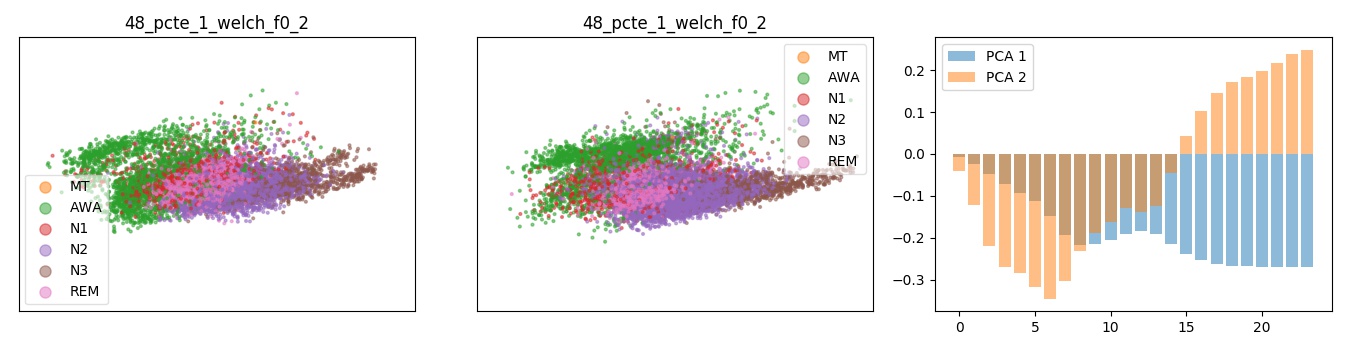 48_pcte_1_welch_f0_2
MT
AWA
N1
N2
N3
REM
48_pcte_1_welch_f0_2
MT
AWA
N1
N2
N3
REM
PCA 1
PCA 2
0.2
0.1
0.0
−0.1
−0.2
−0.3
0
5
10
15
20